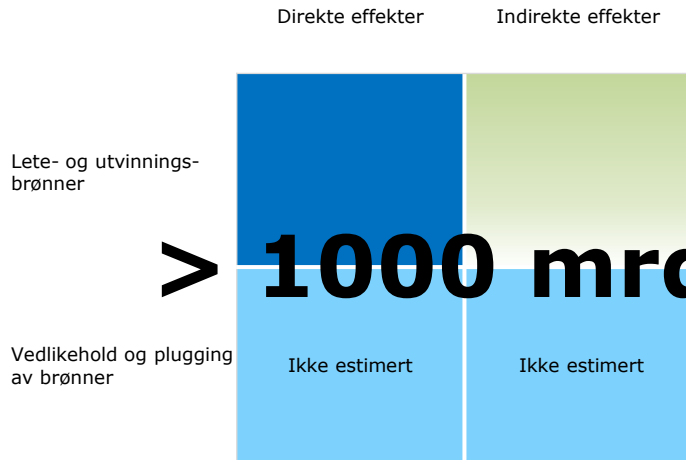 Direkte effekter Indirekte effekter
Lete- og utvinnings-
brønner
> 1000 mrd
Vedlikehold og plugging
av brønner
Ikke estimert Ikke estimert